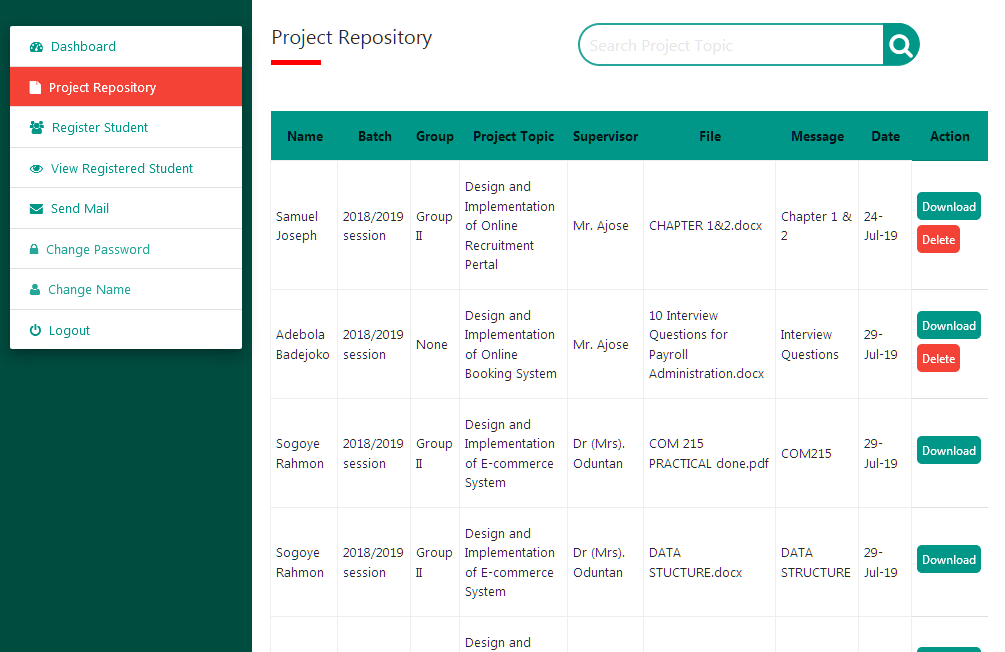 Dashboard
Project Repository
Register Student
View Registered Student
Send Mail
Change Password
Change Name
Logout
Project Repository
Search Project Topic
Name Batch Group Project Topic Supervisor File Message Date Action
Samuel
Joseph
2018/2019
session
Group
II
Design and
Implementation
of Online
Recruitment
Portal
Mr. Ajose
CHAPTER 1&2.docx
Chapter 1 &
2
24-
Jul-19
Download
Delete
Adebola
Badejoko
2018/2019
session
None
Design and
Implementation
of Online
Booking System
Mr. Ajose
10 Interview
Questions for
Payroll
Administration.docx
Interview
Questions
29-
Jul-19
Download
Delete
Sogoye
Rahmon
2018/2019
session
Group
II
Design and
Implementation
of E-commerce
System
Dr (Mrs).
Oduntan
COM 215
PRACTICAL done.pdf
COM215
29-
Jul-19
Download
Sogoye
Rahmon
2018/2019
session
Group
II
Design and
Implementation
of E-commerce
System
Dr (Mrs).
Oduntan
DATA
STUCTURE.docx
DATA
STRUCTURE
29-
Jul-19
Download
Design and